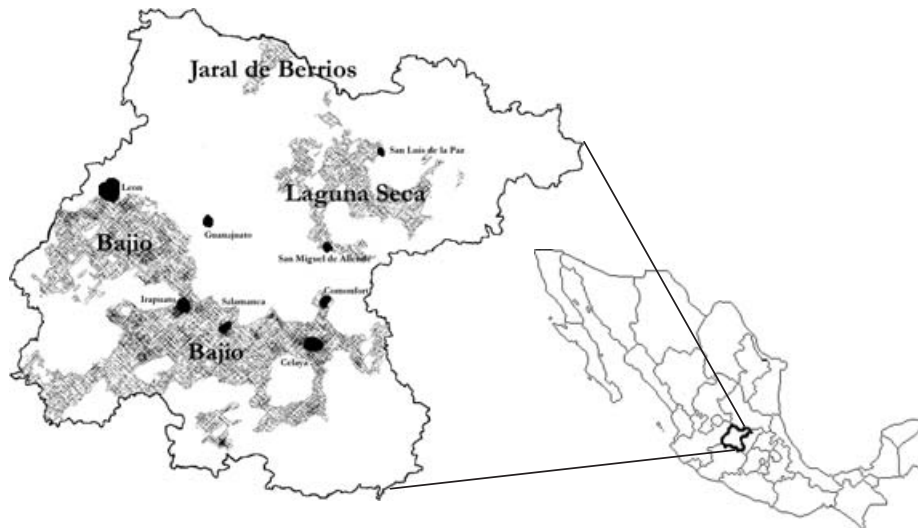 Jaral de Berrios
San Luis de la Paz
Leon
Laguna Seca
Guanajuato
Bajio
San Miguel de Allende
Comonfort
Irapuato
Salamanca
Bajio
Celaya